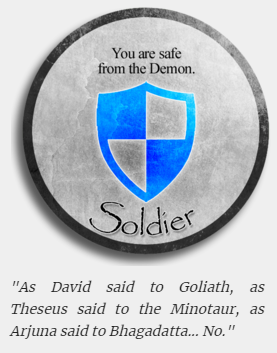 You are safe
from the Demon.
Soldier
"As David said to Goliath, as
Theseus said to the Minotaur, as
Arjuna said to Bhagadatta... No."